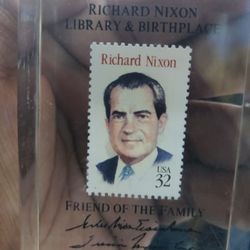 RICHARD NIXON
LIBRARY & BIRTHPLACE
Richard Nixon
USA
32
FRIEND OF THE FAMILY